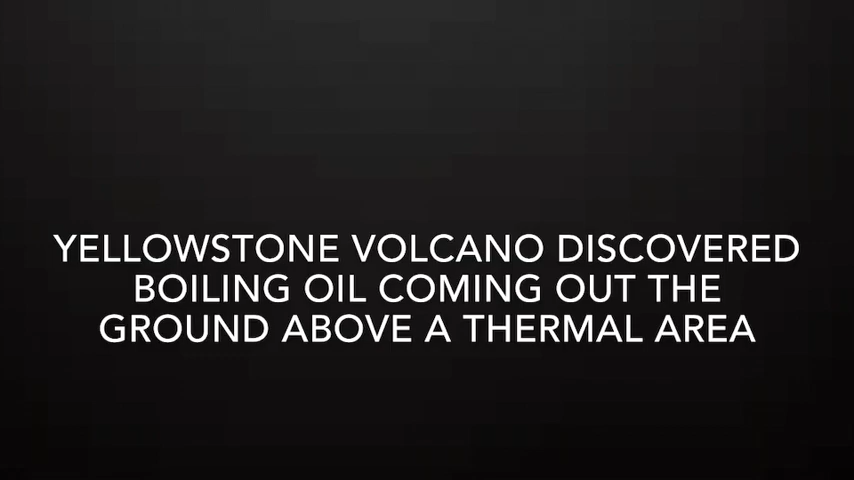 YELLOWSTONE VOLCANO DISCOVERED
BOILING OIL COMING OUT THE
GROUND ABOVE A THERMAL AREA